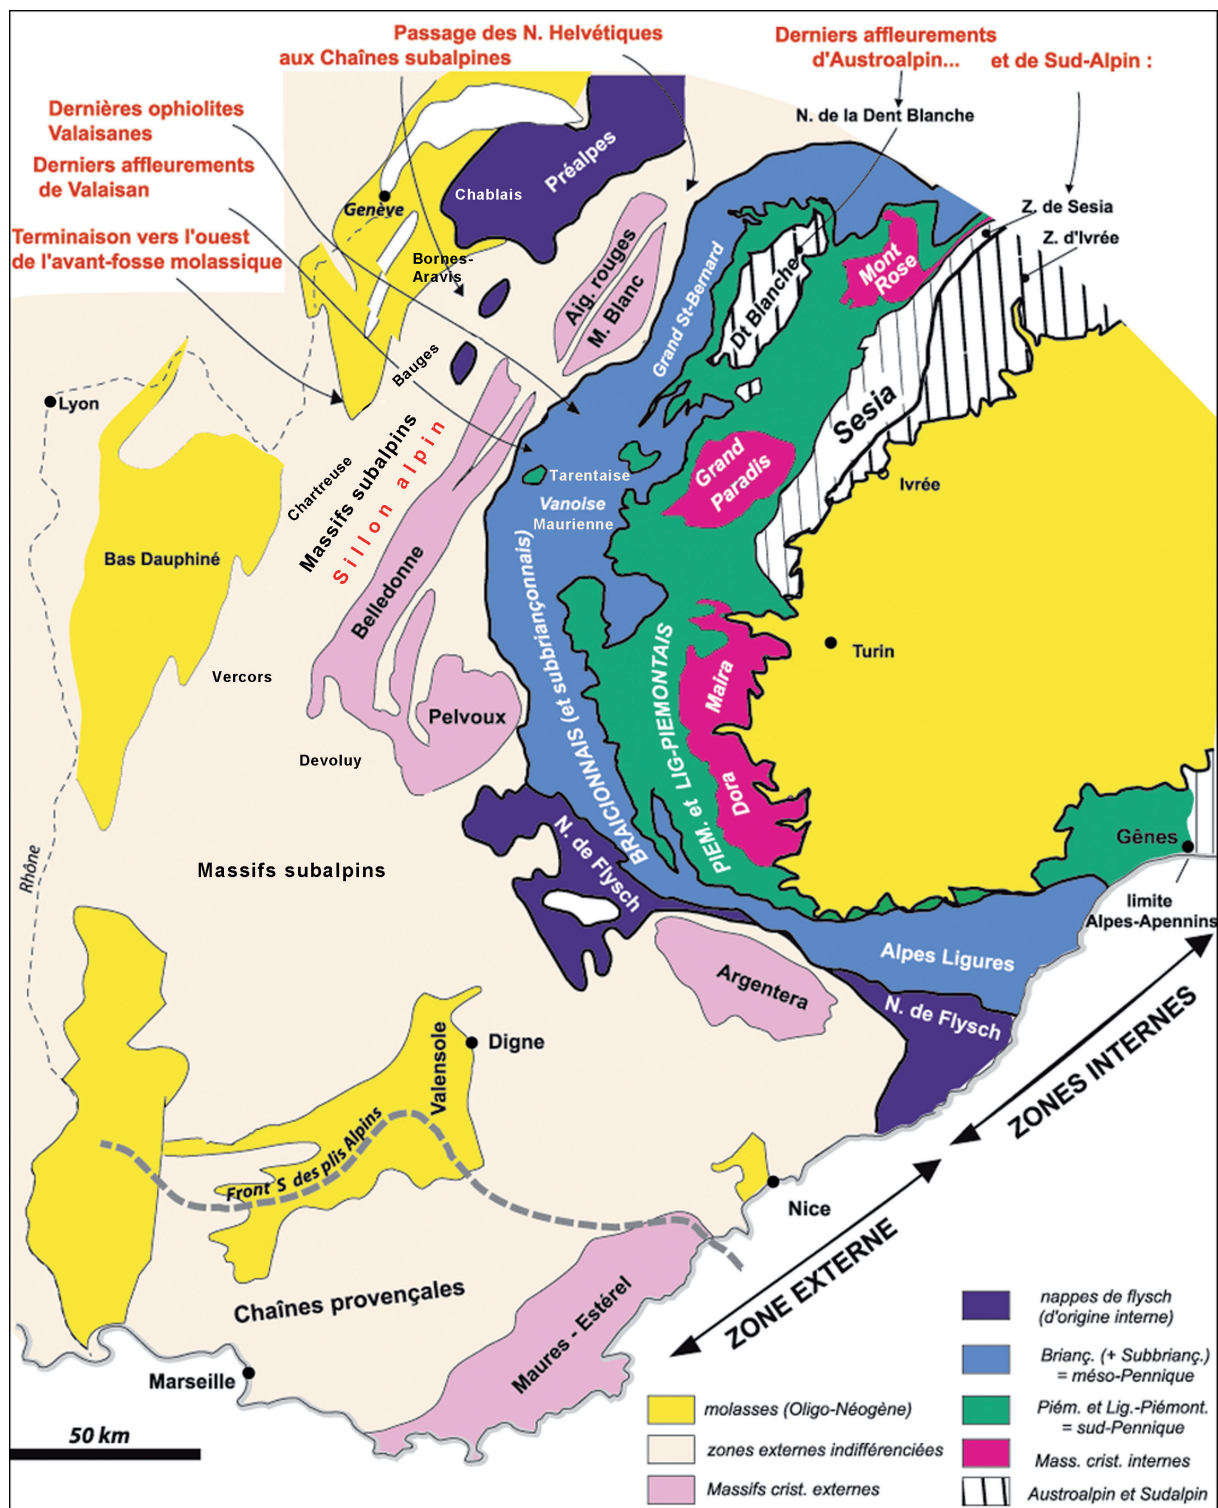 Passage des N. Helvétiques
aux Chaînes subalpines
Derniers affleurements
d'Austroalpin...
et de Sud-Alpin :
Dernières ophiolites
Valaisanes
Derniers affleurements
de Valaisan
Terminaison vers l'ouest
de l'avant-fosse molassique
N. de la Dent Blanche
Z. de Sesia
Z. d'Ivrée
Préalpes
Chablais
Genève
Bornes-
Aravis
Aig. rouges
M. Blanc
Grand St-Bernard
Dt Blanche
Mont
Rose
Bauges
Lyon
Sesia
Massifs subalpins
Sillon alpin
Chartreuse
Grand
Paradis
Ivrée
Tarentaise
Vanoise
Maurienne
Bas Dauphiné
Belledonne
BRAICIONNAIS (et subbriançonnais)
PIEM. et LIG-PIEMONTAIS
Maira
Turin
Vercors
Pelvoux
Devoluy
Dora
N. de Flysch
Rhône
Massifs subalpins
Gênes
limite
Alpes-Apennins
Alpes Ligures
Argentera
N. de Flysch
Valensole
Digne
ZONES INTERNES
Front S des plis Alpins
Nice
ZONE EXTERNE
Chaînes provençales
Maures - Estérel
Marseille
50 km
nappes de flysch
(d'origine interne)
Brianç. (+ Subbrianç.)
= méso-Pennique
molasses (Oligo-Néogène)
Piém. et Lig.-Piémont.
= sud-Pennique
zones externes indifférenciées
Mass. crist. internes
Massifs crist. externes
Austroalpin et Sudalpin